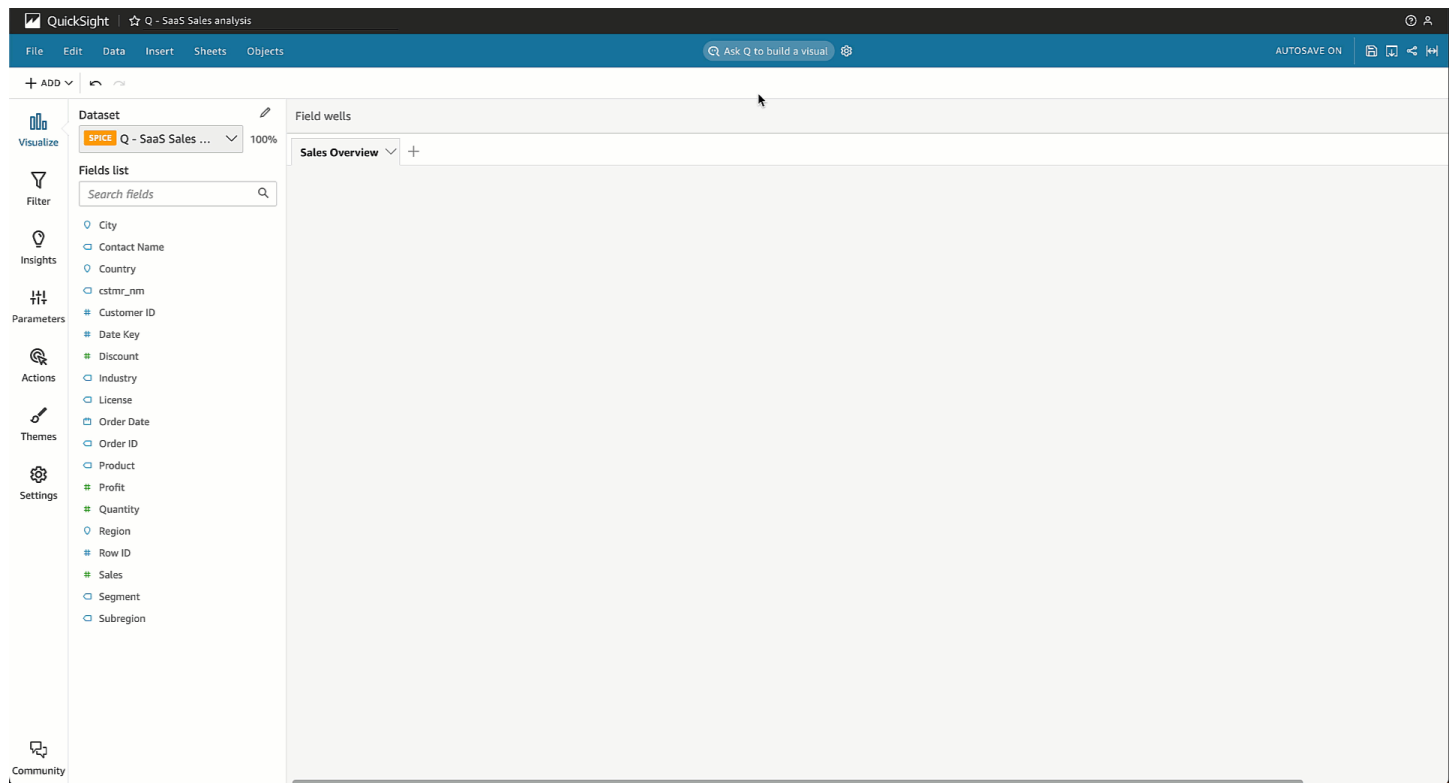 QuickSight Q - SaaS Sales analysis
File Edit Data Insert Sheets Objects Ask Q to build a visual AUTOSAVE ON
ADD
Visualize
Filter
Insights
Parameters
Actions
Themes
Settings
Community
Dataset
SPICE Q - SaaS Sales ... 100%
Fields list
Search fields
City
Contact Name
Country
cstmr_nm
# Customer ID
# Date Key
# Discount
Industry
License
Order Date
Order ID
Product
# Profit
# Quantity
Region
# Row ID
# Sales
Segment
Subregion
Field wells
Sales Overview